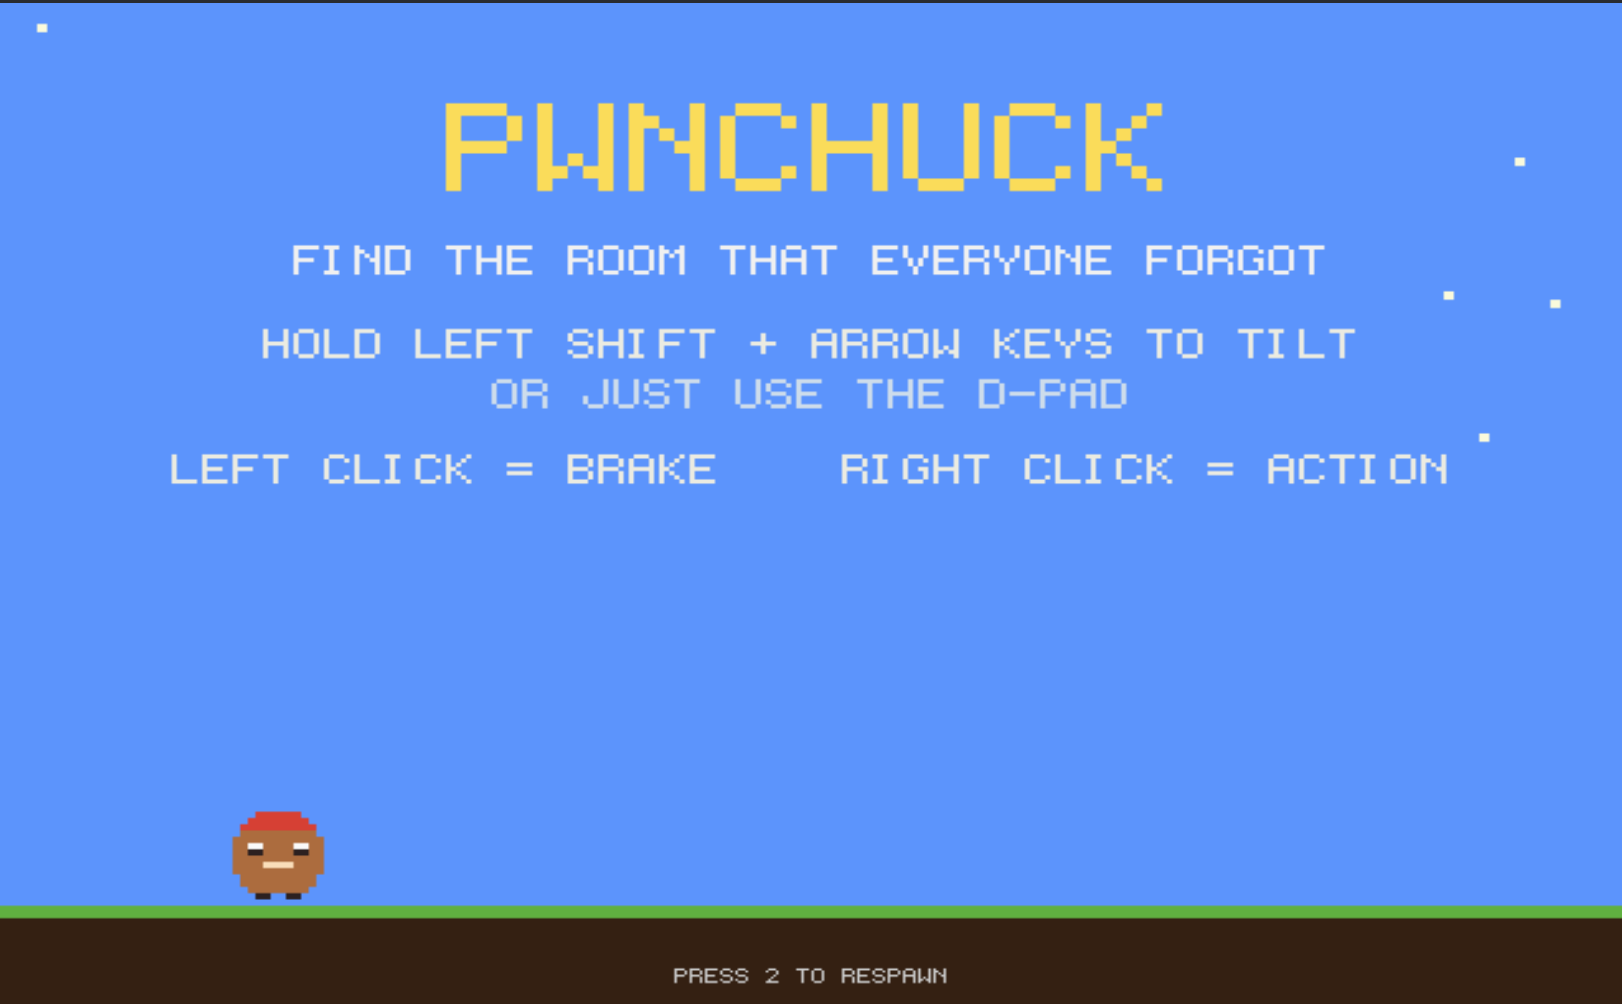 PWNCHUCK
FIND THE ROOM THAT EVERYONE FORGOT
HOLD LEFT SHIFT + ARROW KEYS TO TILT
OR JUST USE THE D-PAD
LEFT CLICK = BRAKE    RIGHT CLICK = ACTION
PRESS 2 TO RESPAWN